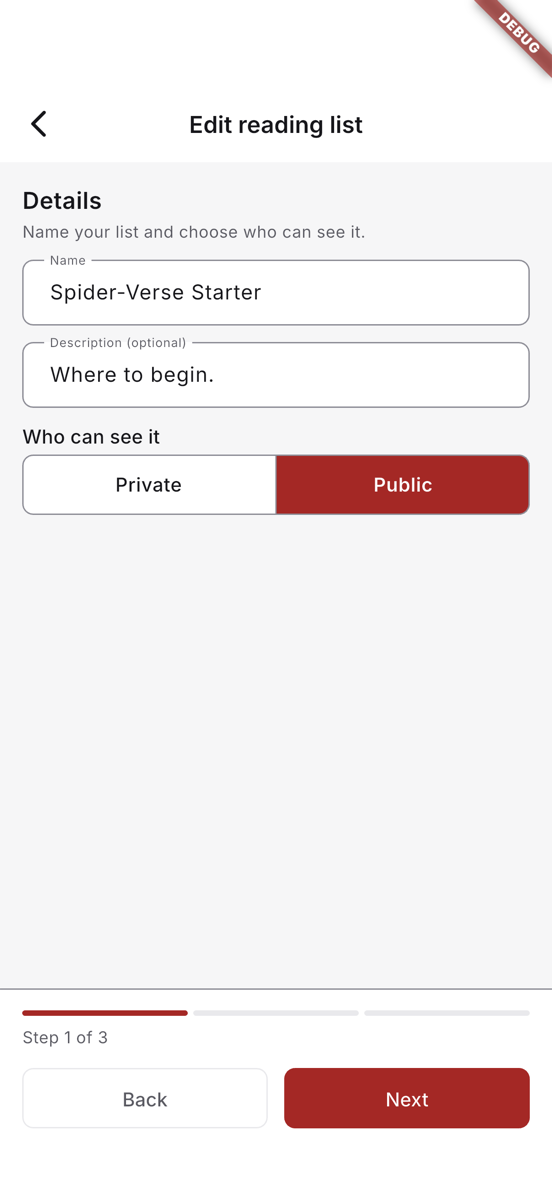 DEBUG
Edit reading list
Details
Name your list and choose who can see it.
Name
Spider-Verse Starter
Description (optional)
Where to begin.
Who can see it
Private
Public
Step 1 of 3
Back
Next